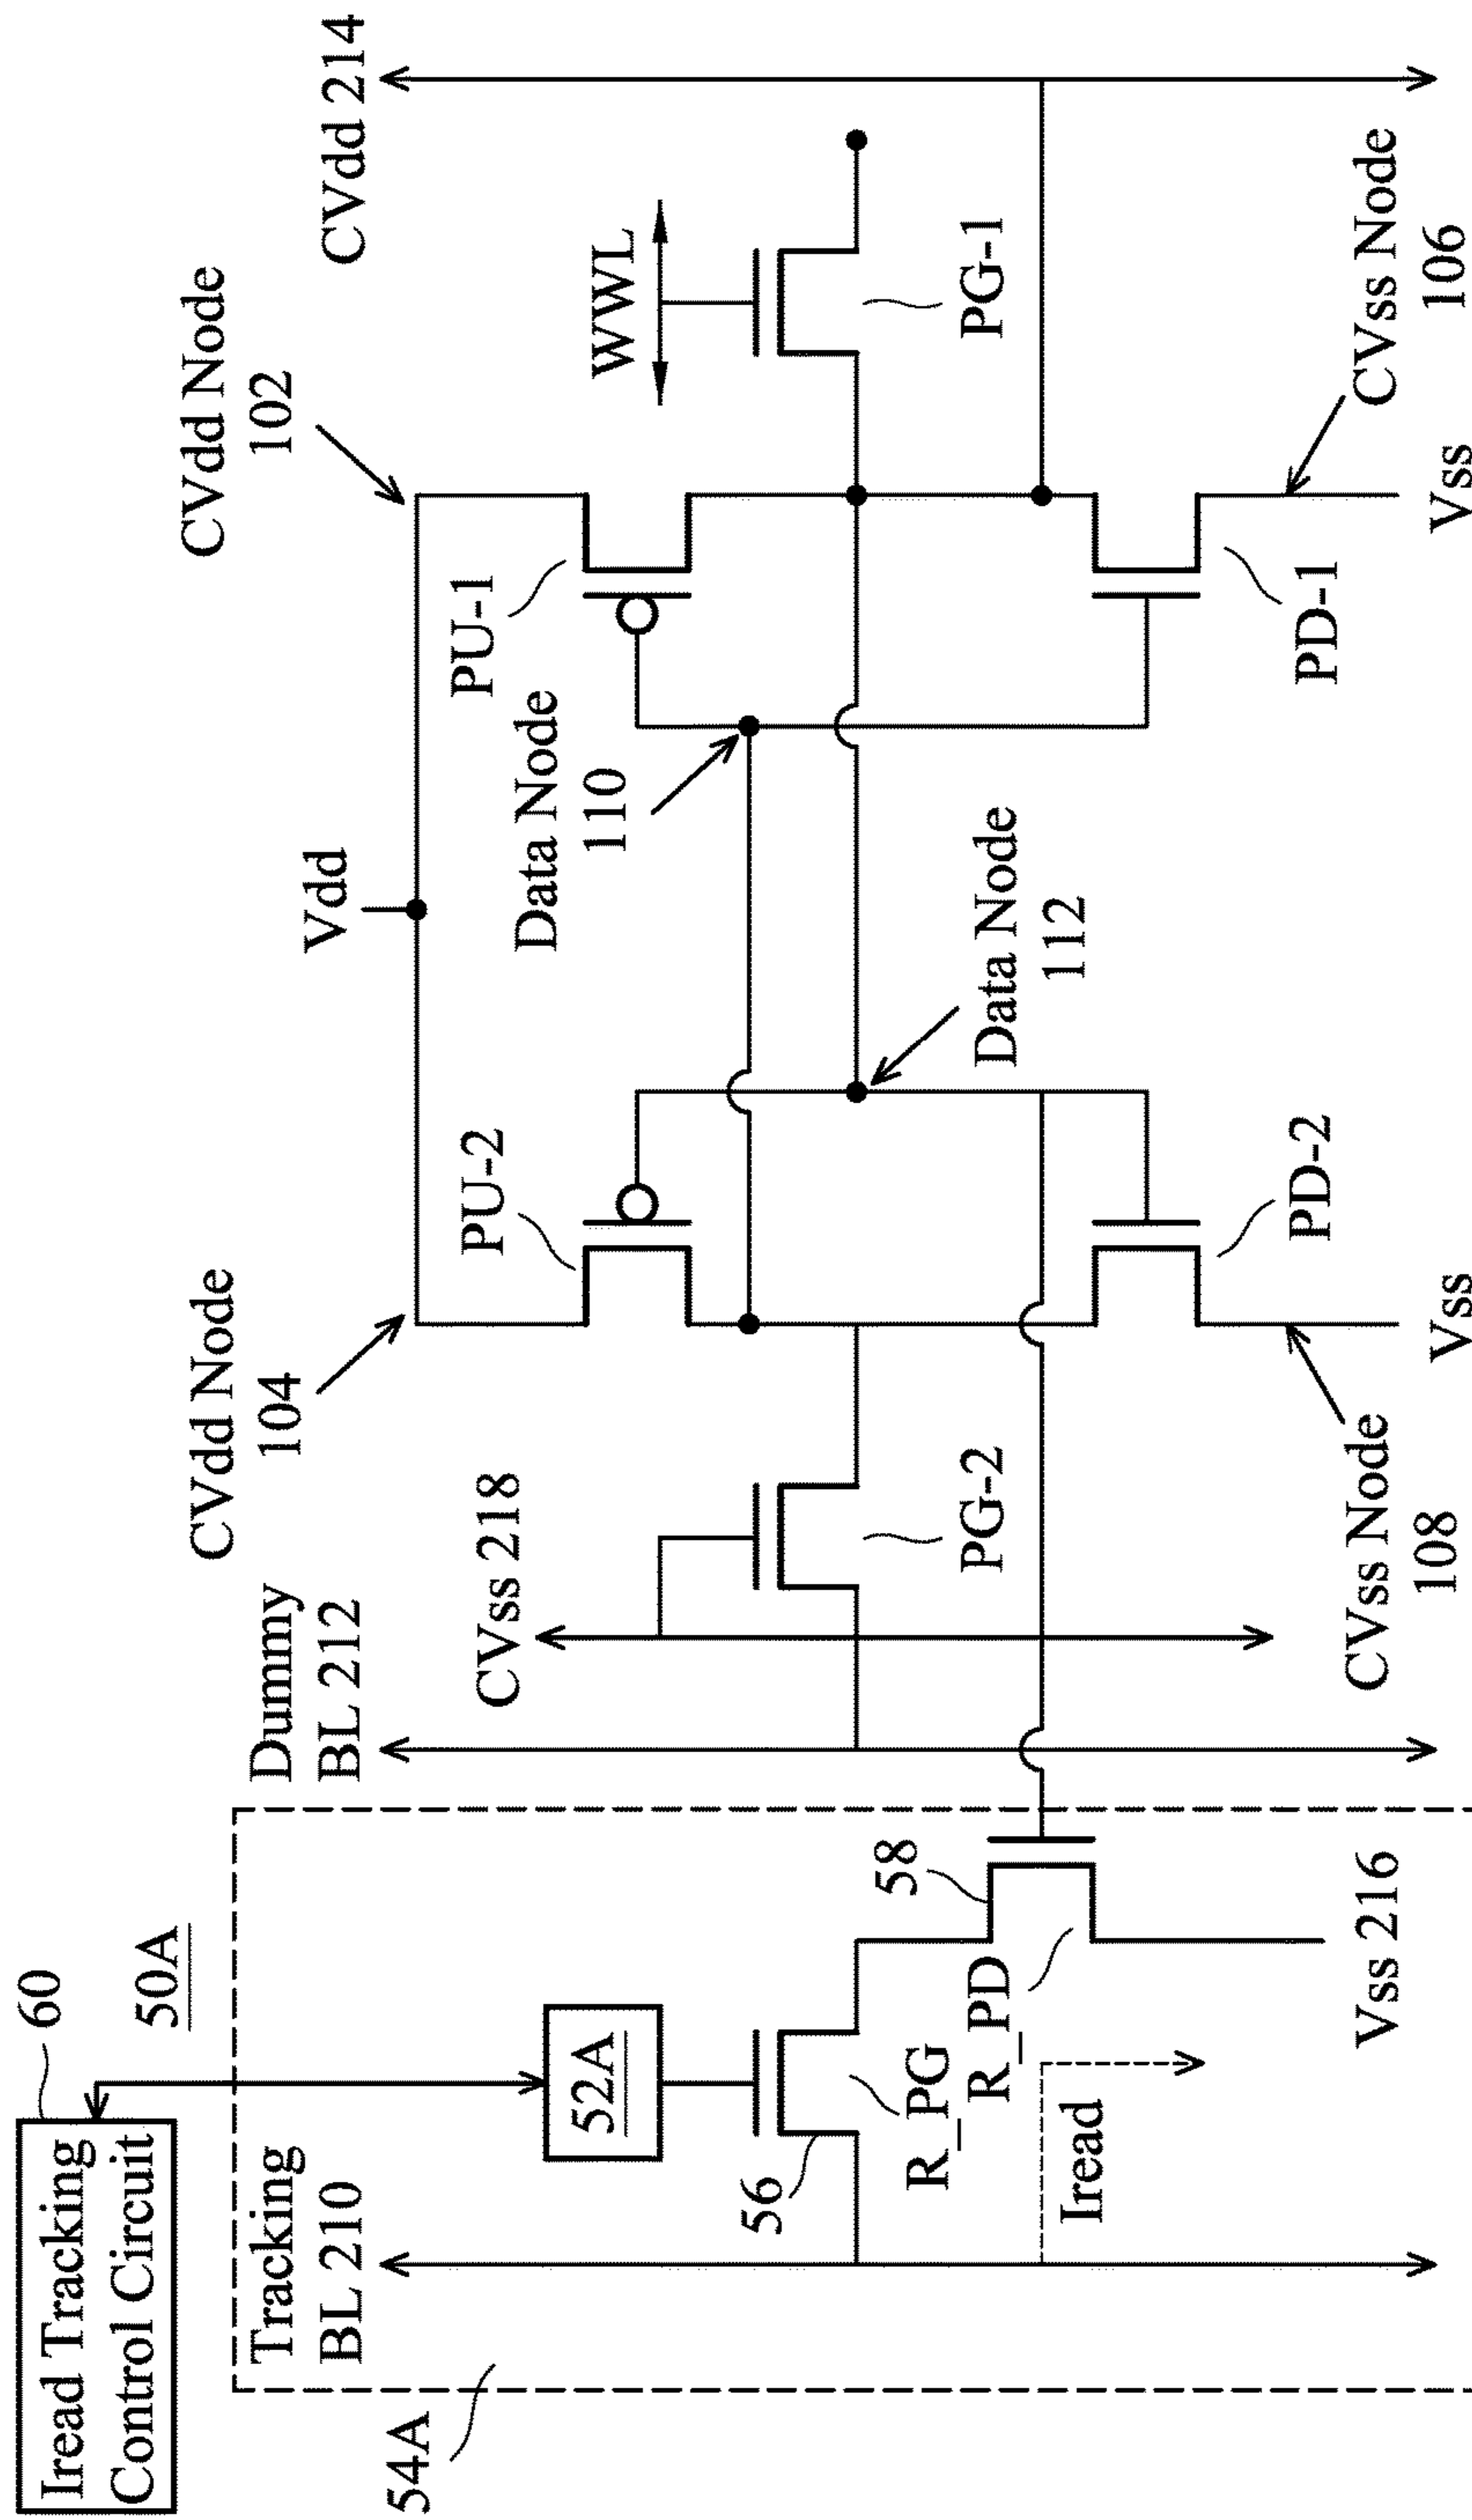 Iread Tracking
Control Circuit
60
50A
54A
Tracking
BL 210
52A
56
R_PG
58
R_PD
Iread
Vss 216
Dummy
BL 212
CVss 218
PG-2
CVdd Node
104
PU-2
PD-2
CVss Node
108
Vss
Vdd
Data Node
110
Data Node
112
CVdd Node
102
PU-1
PD-1
WWL
PG-1
CVdd 214
CVss Node
106
Vss